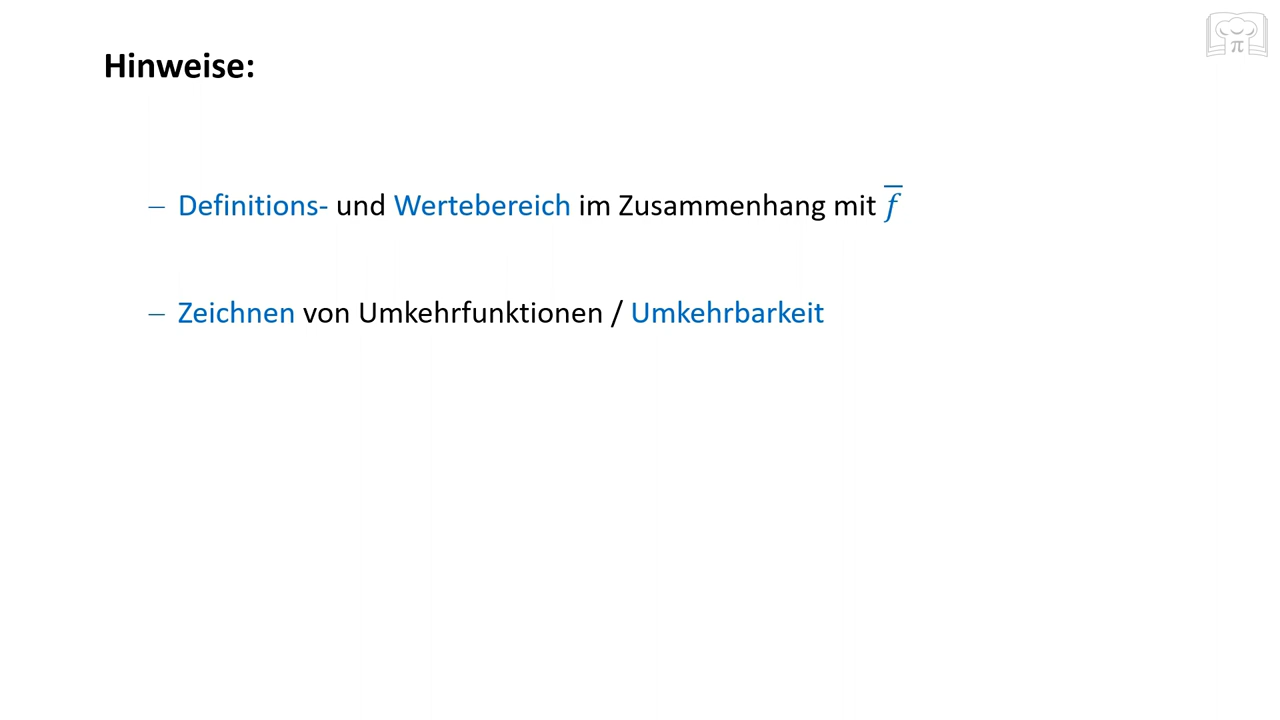 Hinweise:
– Definitions- und Wertebereich im Zusammenhang mit f̅
– Zeichnen von Umkehrfunktionen / Umkehrbarkeit
π